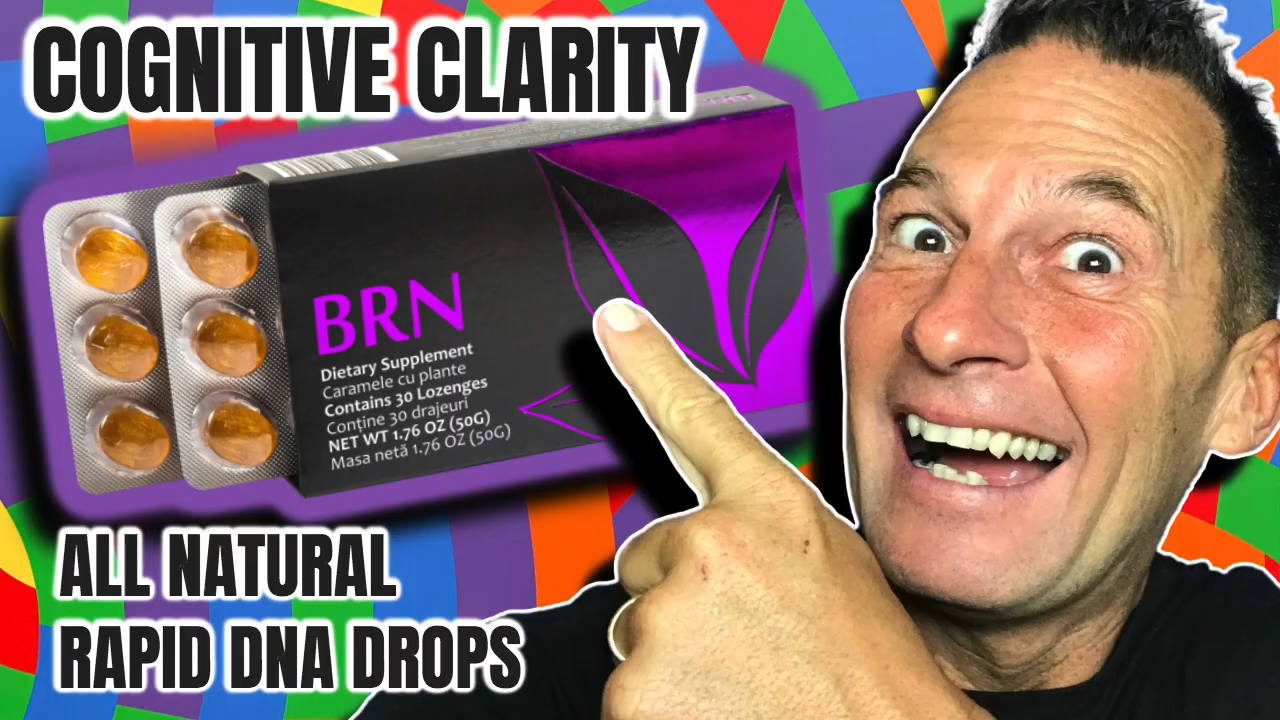 COGNITIVE CLARITY
BRN
Dietary Supplement
Caramele cu plante
Contains 30 Lozenges
Conține 30 drajeuri
NET WT 1.76 OZ (50G)
Masa netă 1.76 OZ (50G)
ALL NATURAL
RAPID DNA DROPS